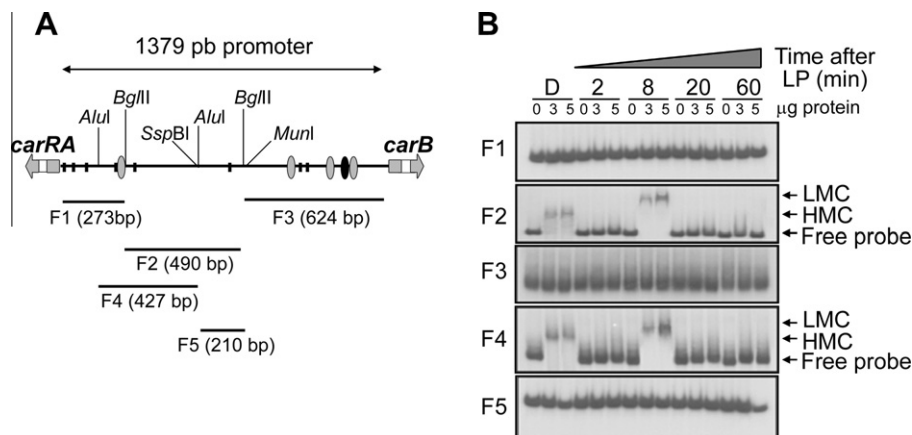 A
1379 pb promoter
BglII
BglII
AluI
AluI
SspBI
MunI
carRA
carB
F1 (273bp)
F3 (624 bp)
F2 (490 bp)
F4 (427 bp)
F5 (210 bp)
B
Time after
LP (min)
D 2 8 20 60
0 3 5 0 3 5 0 3 5 0 3 5 0 3 5 μg protein
F1
F2
LMC
HMC
Free probe
F3
F4
LMC
HMC
Free probe
F5